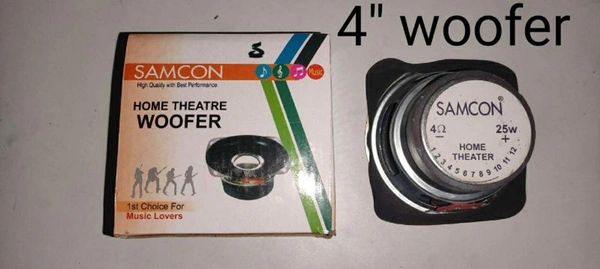 4" woofer
8
SAMCON
Music
High Quality with Best Performance
HOME THEATRE
WOOFER
1st Choice For
Music Lovers
SAMCON®
4Ω 25w
- +
HOME
THEATER
1 2 3 4 5 6 7 8 9 10 11 12